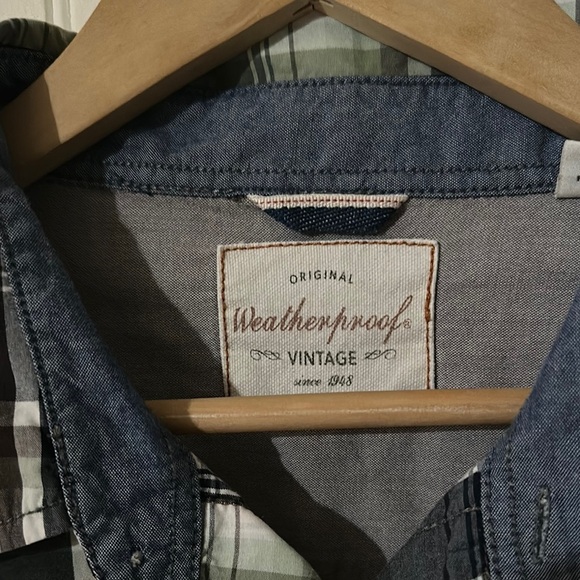 ORIGINAL
Weatherproof®
VINTAGE
since 1948